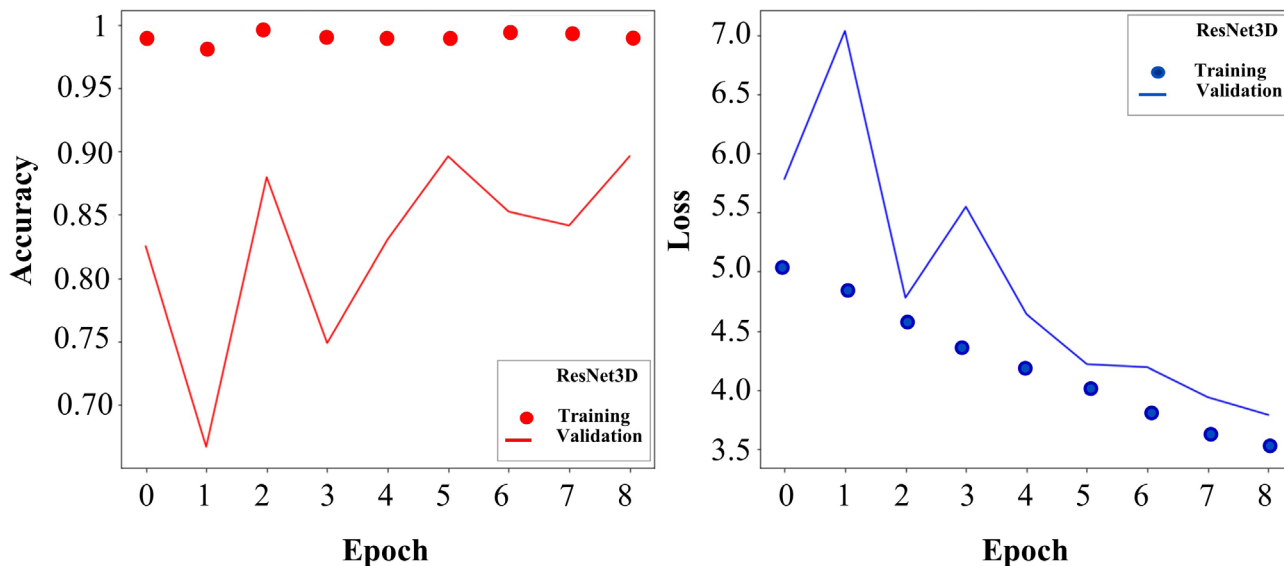 Accuracy
1
0.95
0.90
0.85
0.80
0.75
0.70
0 1 2 3 4 5 6 7 8
Epoch
ResNet3D
Training
Validation
Loss
7.0
6.5
6.0
5.5
5.0
4.5
4.0
3.5
0 1 2 3 4 5 6 7 8
Epoch
ResNet3D
Training
Validation